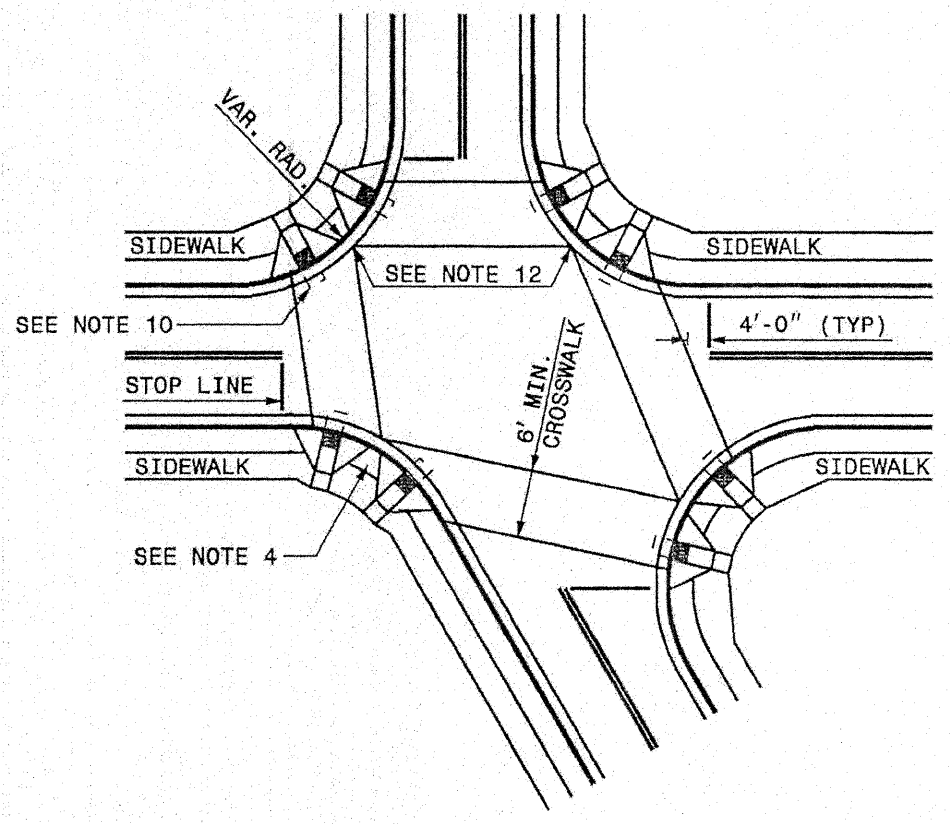 VAR. RAD.
SIDEWALK
SIDEWALK
SEE NOTE 12
SEE NOTE 10
4'-0" (TYP)
STOP LINE
6' MIN.
CROSSWALK
SIDEWALK
SIDEWALK
SEE NOTE 4